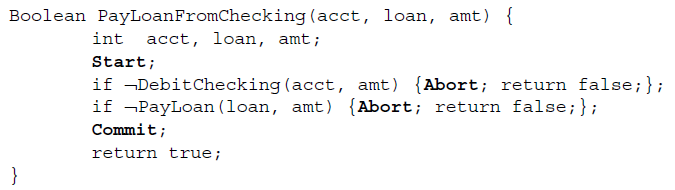 Boolean PayLoanFromChecking(acct, loan, amt) {
int acct, loan, amt;
Start;
if ¬DebitChecking(acct, amt) {Abort; return false;};
if ¬PayLoan(loan, amt) {Abort; return false;};
Commit;
return true;
}